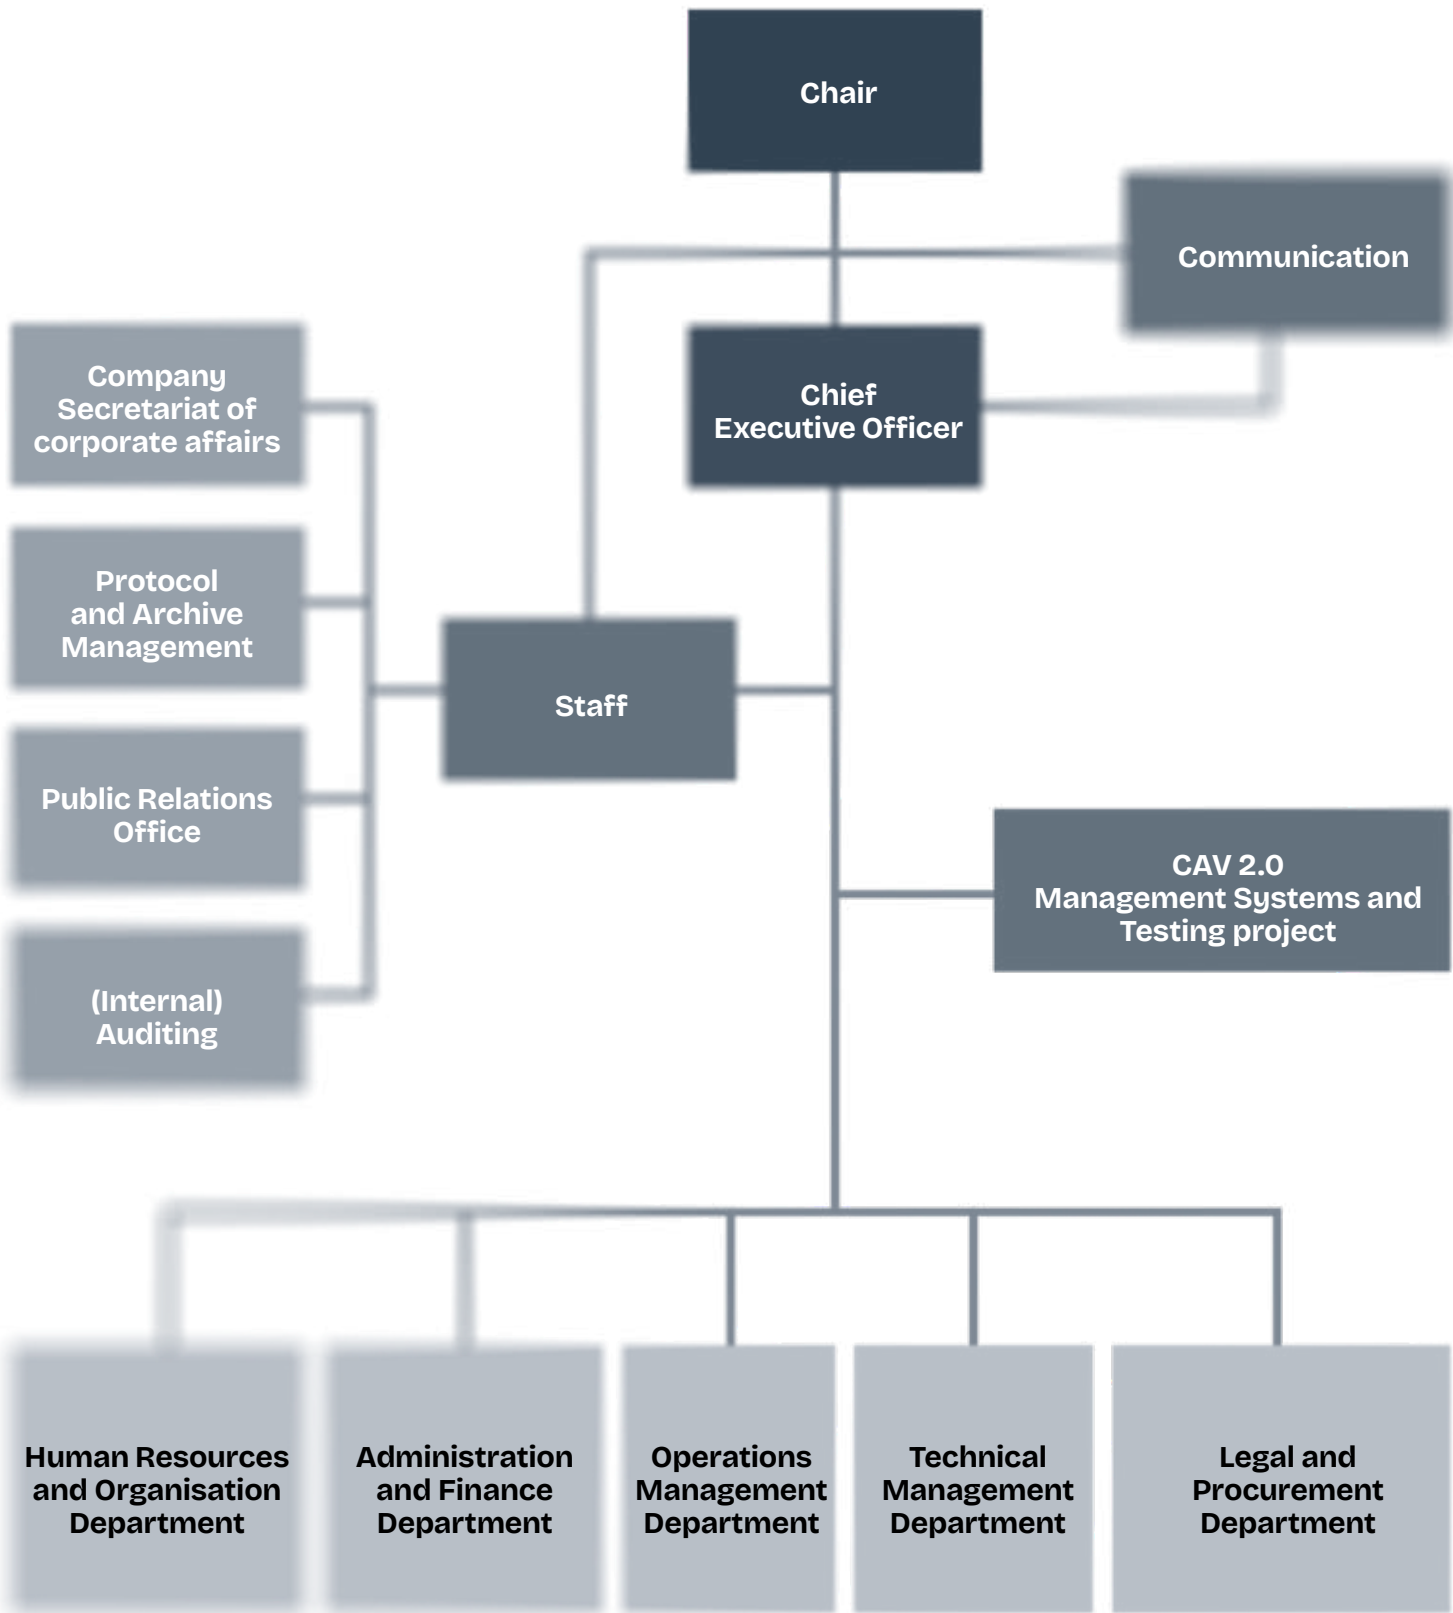 Chair
Communication
Chief
Executive Officer
Company
Secretariat of
corporate affairs
Protocol
and Archive
Management
Staff
Public Relations
Office
CAV 2.0
Management Systems and
Testing project
(Internal)
Auditing
Human Resources
and Organisation
Department
Administration
and Finance
Department
Operations
Management
Department
Technical
Management
Department
Legal and
Procurement
Department